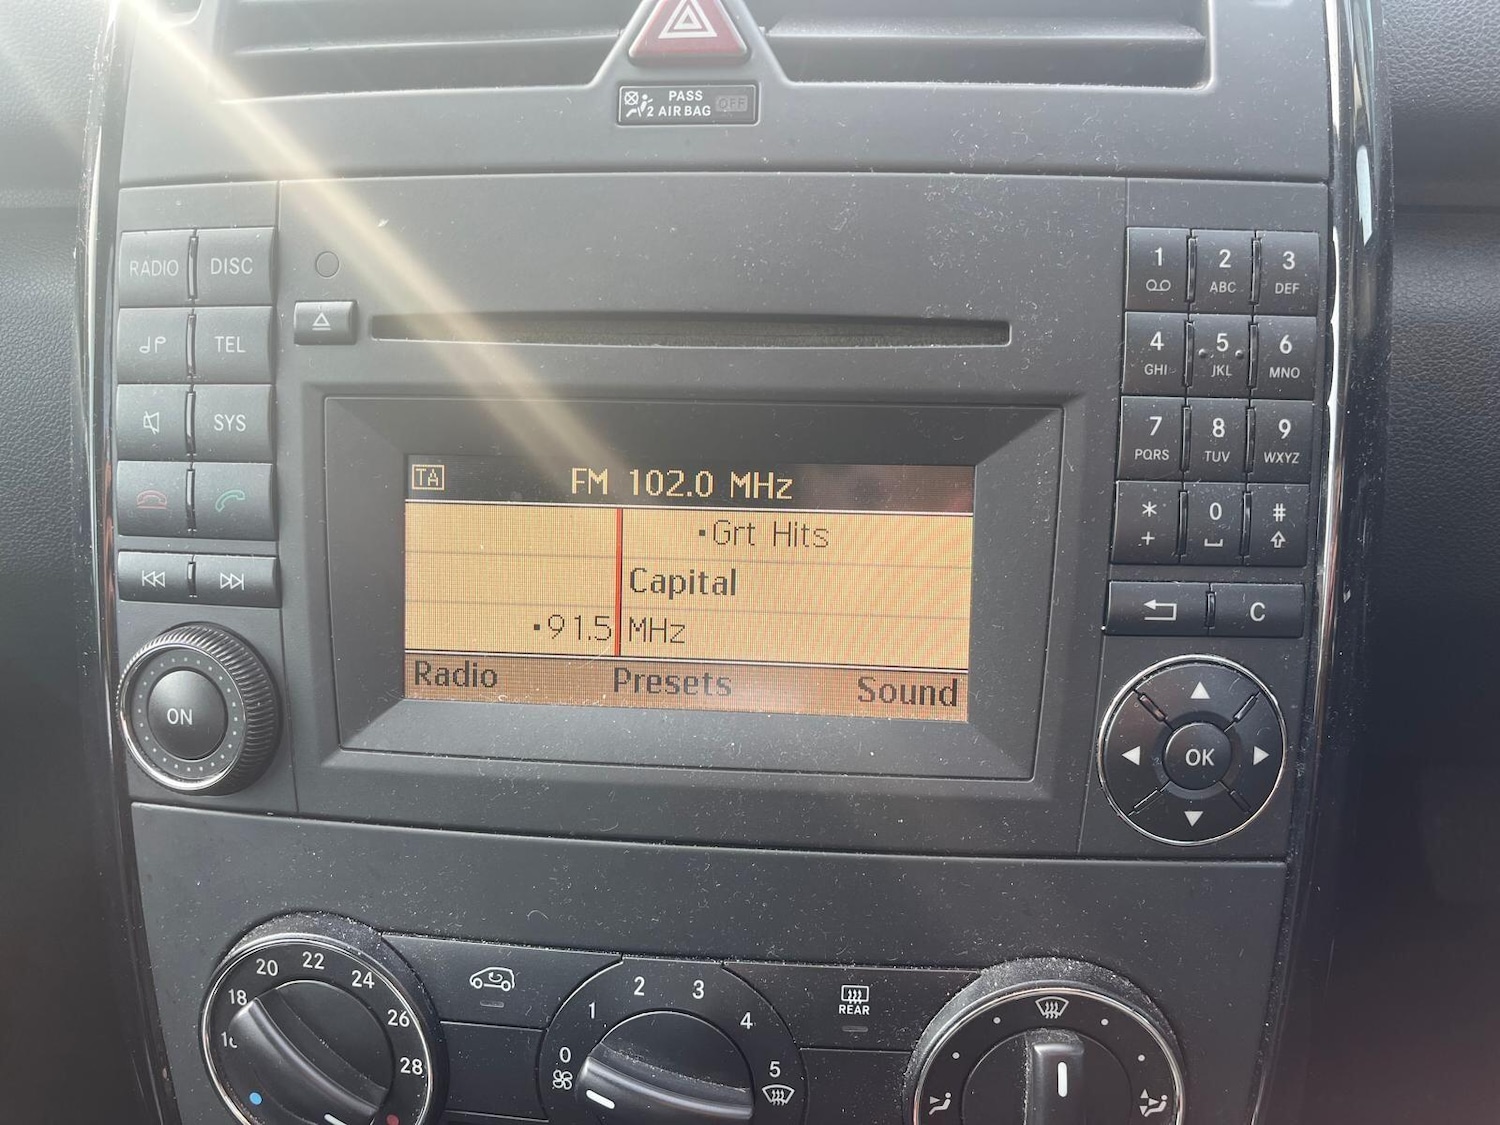 PASS
2 AIRBAG OFF
RADIO DISC
TEL
SYS
ON
TA FM 102.0 MHz
•Grt Hits
Capital
•91.5 MHz
Radio Presets Sound
1 2 3
ABC DEF
4 5 6
GHI JKL MNO
7 8 9
PQRS TUV WXYZ
* 0 #
+
C
OK
18 20 22 24 26 28
0 1 2 3 4 5
REAR